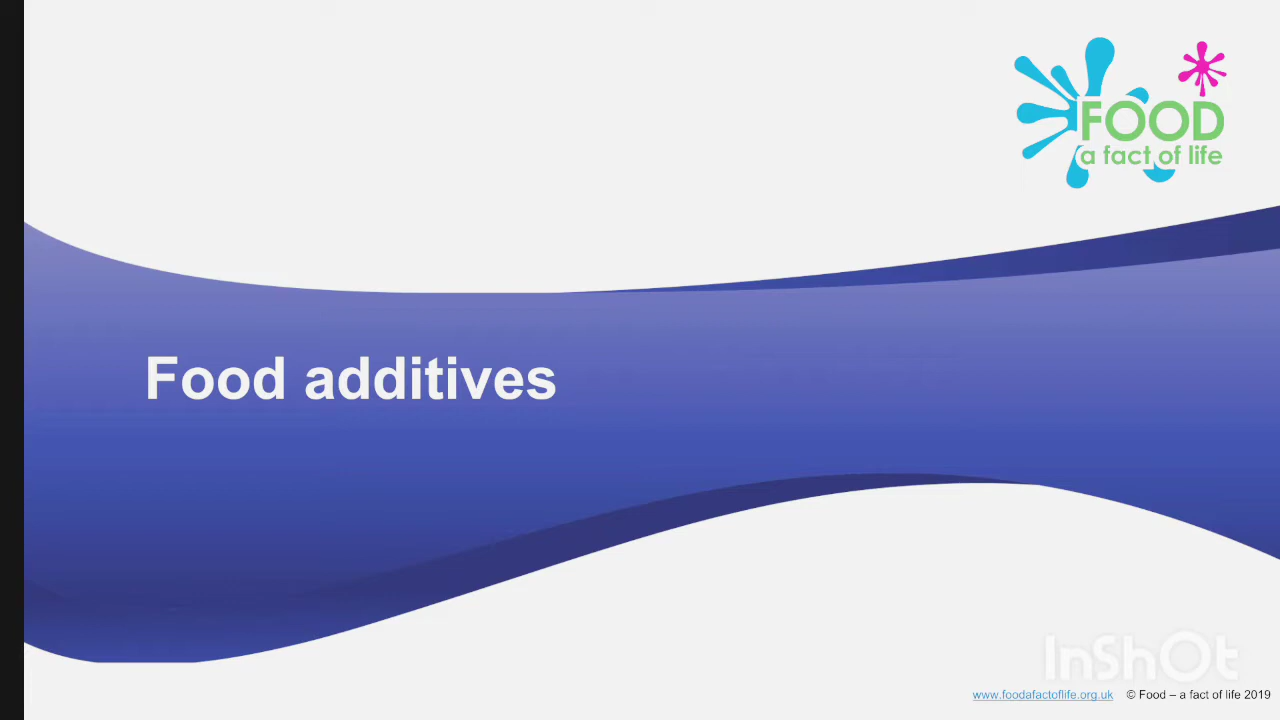 FOOD
a fact of life
Food additives
InShOt
www.foodafactoflife.org.uk © Food – a fact of life 2019